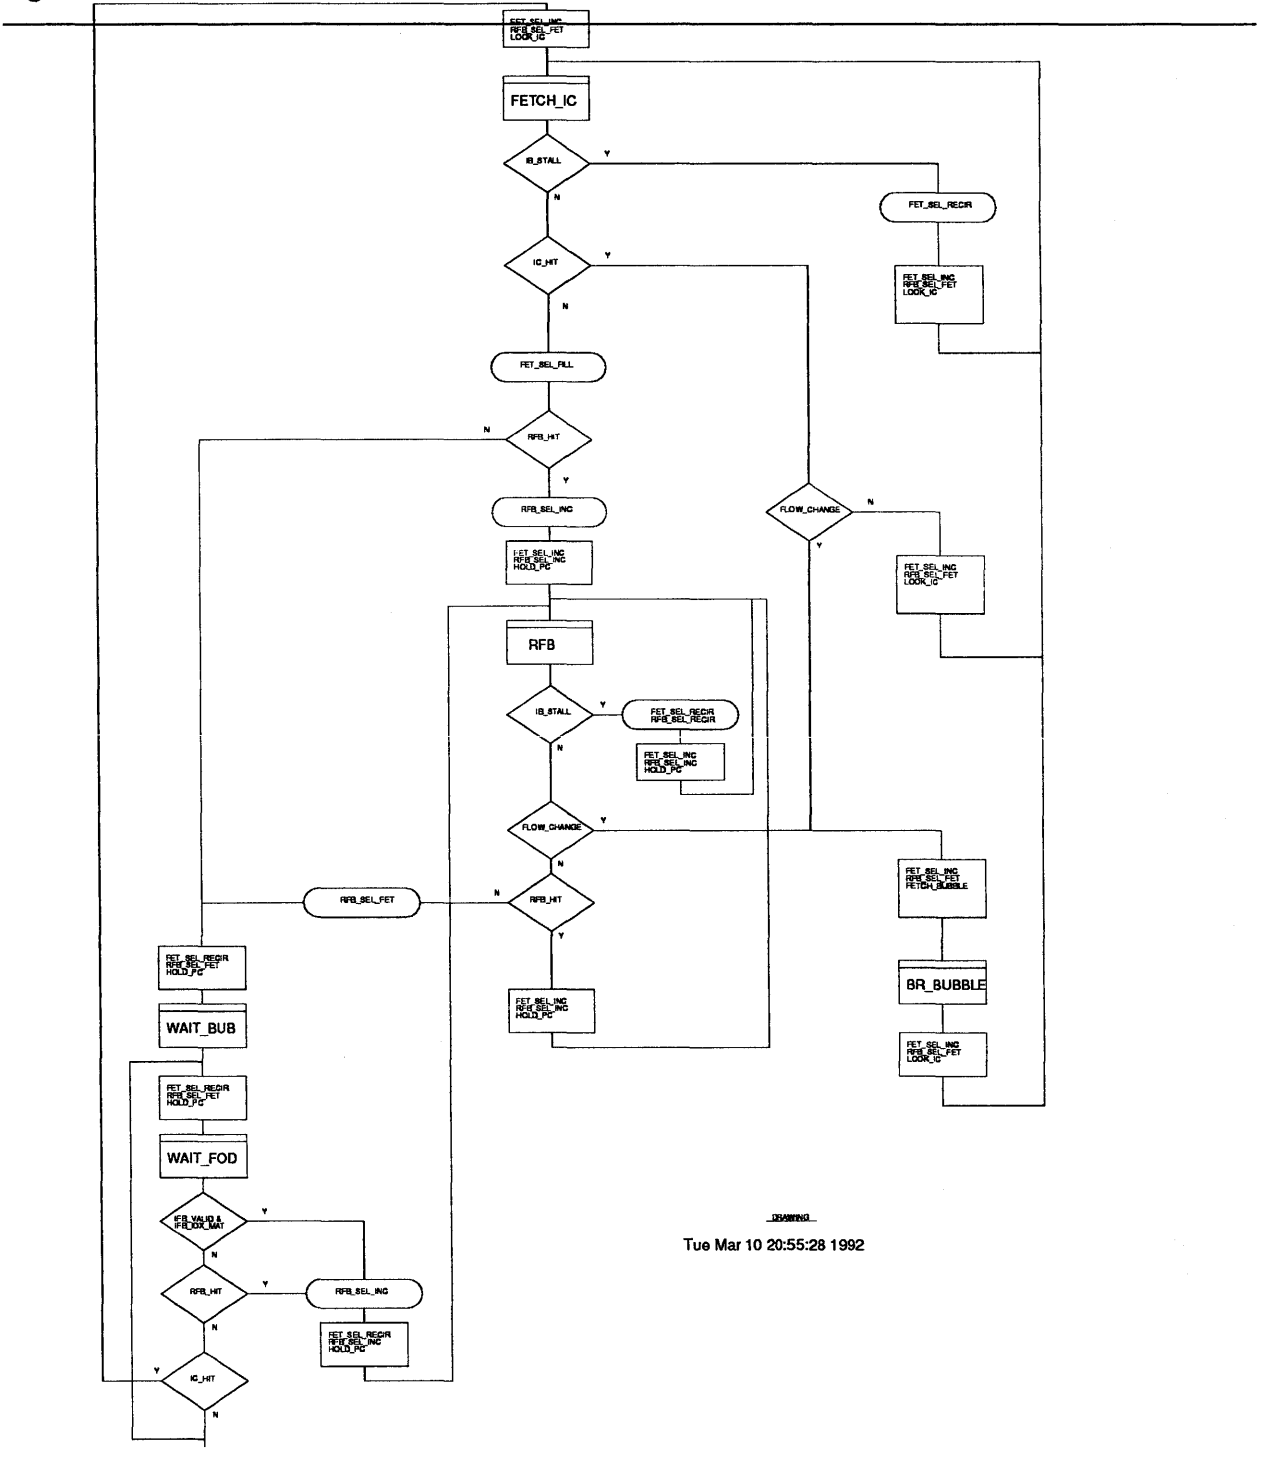 FET_SEL_INC
RFB_SEL_FET
LOOK_IC
FETCH_IC
IB_STALL
Y
N
FET_SEL_RECIR
IC_HIT
Y
N
FET_SEL_INC
RFB_SEL_FET
LOOK_IC
FET_SEL_FILL
RFB_HIT
N
Y
RFB_SEL_INC
FLOW_CHANGE
N
Y
FET_SEL_INC
RFB_SEL_INC
HOLD_PC
FET_SEL_INC
RFB_SEL_FET
LOOK_IC
RFB
IB_STALL
Y
N
FET_SEL_RECIR
RFB_SEL_RECIR
FET_SEL_INC
RFB_SEL_INC
HOLD_PC
FLOW_CHANGE
Y
N
FET_SEL_INC
RFB_SEL_FET
FETCH_BUBBLE
RFB_SEL_FET
N
RFB_HIT
Y
FET_SEL_RECIR
RFB_SEL_FET
HOLD_PC
BR_BUBBLE
FET_SEL_INC
RFB_SEL_INC
HOLD_PC
WAIT_BUB
FET_SEL_INC
RFB_SEL_FET
LOOK_IC
FET_SEL_RECIR
RFB_SEL_FET
HOLD_PC
WAIT_FOD
IFB_VALID &
IFB_IDX_MAT
Y
N
DRAWING
Tue Mar 10 20:55:28 1992
RFB_HIT
Y
N
RFB_SEL_INC
FET_SEL_RECIR
RFB_SEL_INC
HOLD_PC
Y
IC_HIT
N